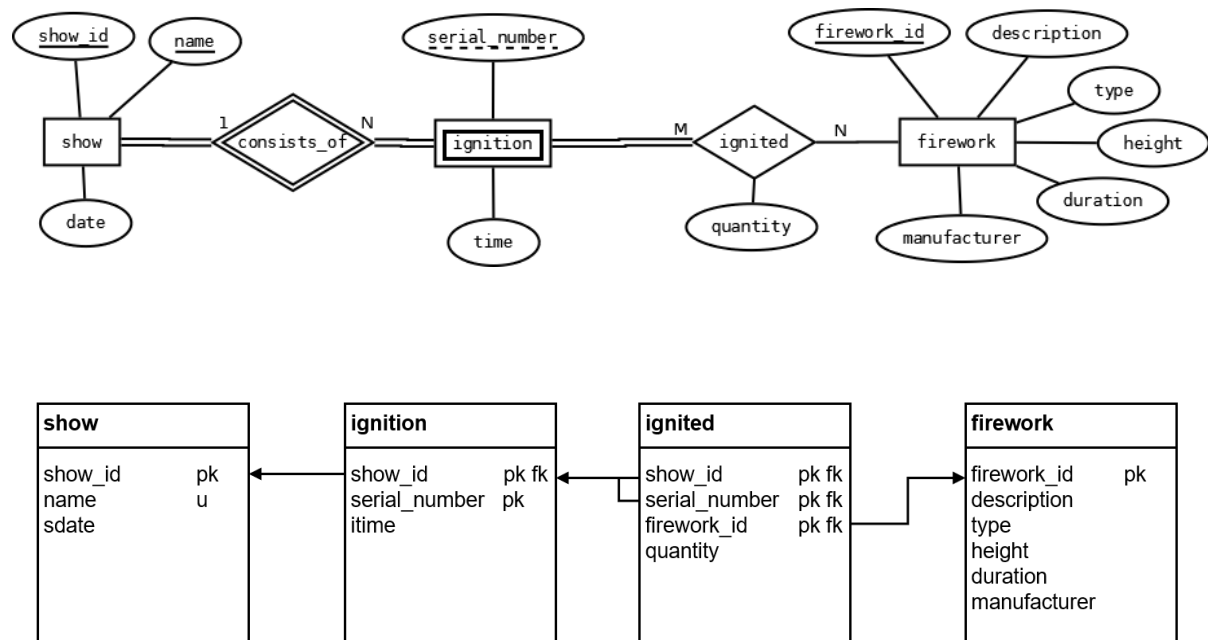 show_id
name
serial_number
firework_id
description
type
1
N
M
N
show
consists_of
ignition
ignited
firework
height
duration
date
time
quantity
manufacturer
show
show_id pk
name u
sdate
ignition
show_id pk fk
serial_number pk
itime
ignited
show_id pk fk
serial_number pk fk
firework_id pk fk
quantity
firework
firework_id pk
description
type
height
duration
manufacturer